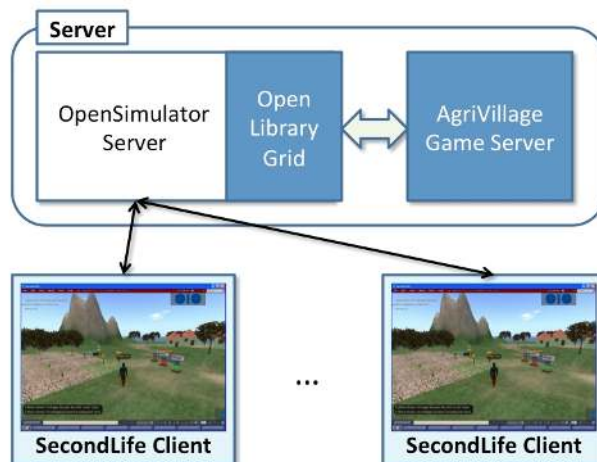 Server
OpenSimulator
Server
Open
Library
Grid
AgriVillage
Game Server
...
SecondLife Client
SecondLife Client